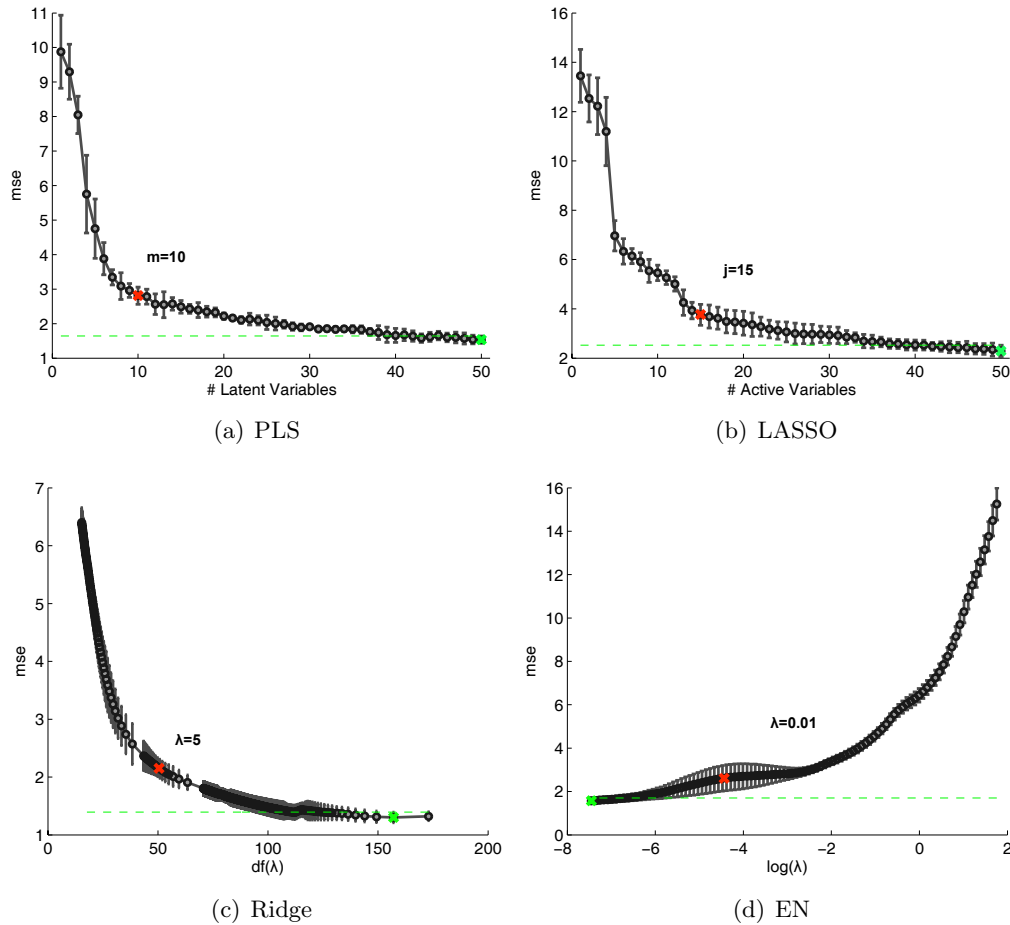 11
10
9
8
7
6
5
4
3
2
1
mse
m=10
0 10 20 30 40 50
# Latent Variables
(a) PLS
16
14
12
10
8
6
4
2
mse
j=15
0 10 20 30 40 50
# Active Variables
(b) LASSO
7
6
5
4
3
2
1
mse
λ=5
0 50 100 150 200
df(λ)
(c) Ridge
16
14
12
10
8
6
4
2
0
mse
λ=0.01
−8 −6 −4 −2 0 2
log(λ)
(d) EN